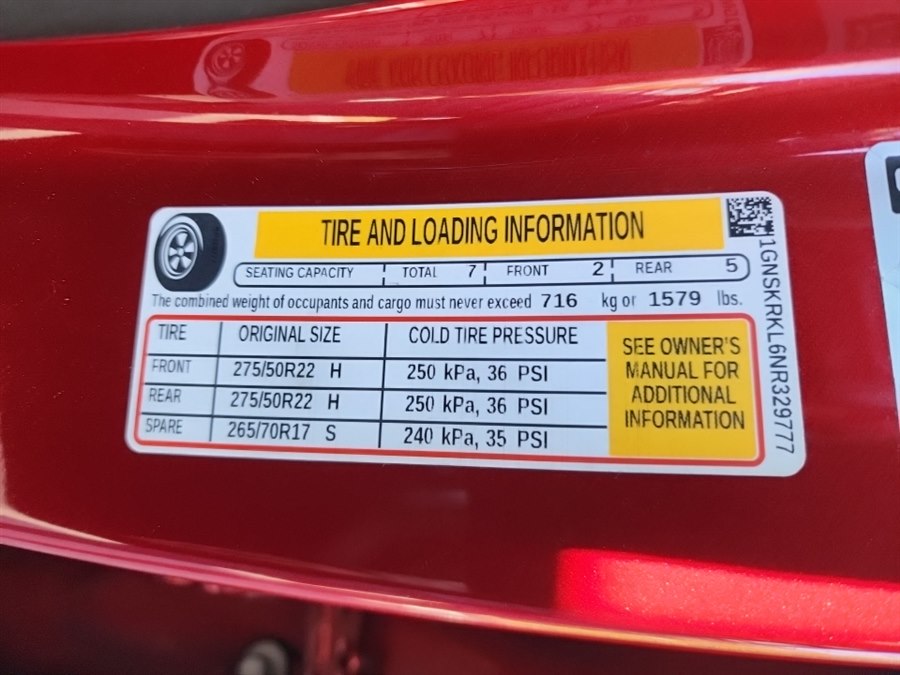 TIRE AND LOADING INFORMATION
SEATING CAPACITY TOTAL 7 FRONT 2 REAR 5
The combined weight of occupants and cargo must never exceed 716 kg or 1579 lbs.
TIRE ORIGINAL SIZE COLD TIRE PRESSURE
FRONT 275/50R22 H 250 kPa, 36 PSI
REAR 275/50R22 H 250 kPa, 36 PSI
SPARE 265/70R17 S 240 kPa, 35 PSI
SEE OWNER'S
MANUAL FOR
ADDITIONAL
INFORMATION
1GNSKRKL6NR329777